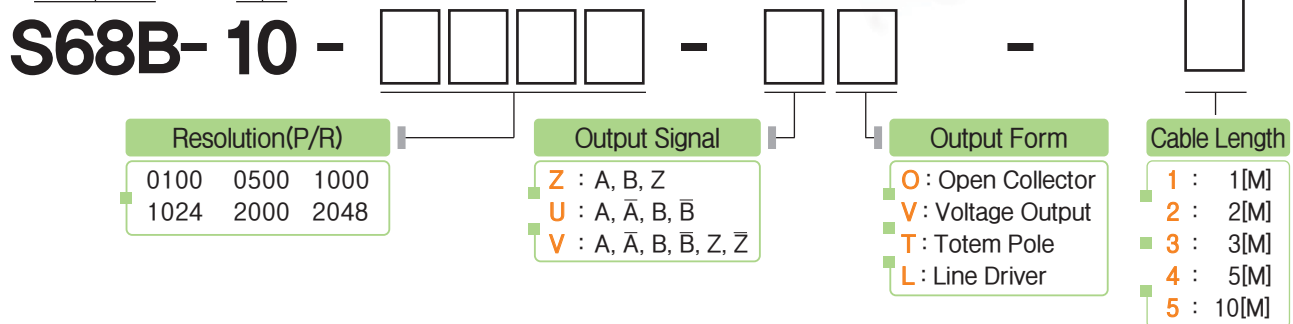 S68B- 10 - - -
Resolution(P/R)
0100 0500 1000
1024 2000 2048
Output Signal
Z : A, B, Z
U : A, A̅, B, B̅
V : A, A̅, B, B̅, Z, Z̅
Output Form
O : Open Collector
V : Voltage Output
T : Totem Pole
L : Line Driver
Cable Length
1 : 1[M]
2 : 2[M]
3 : 3[M]
4 : 5[M]
5 : 10[M]